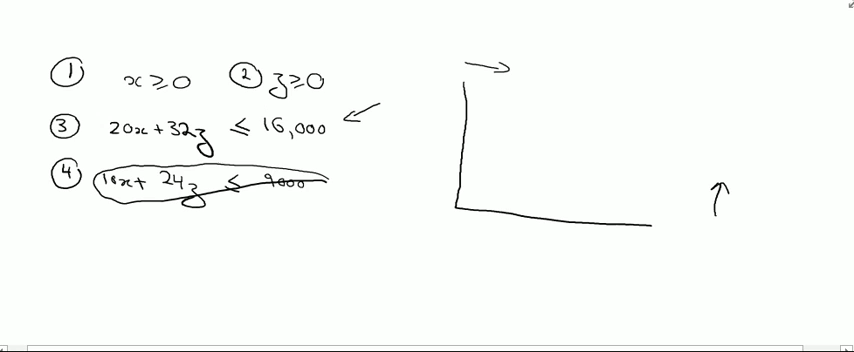 ① x ≥ 0 ② z ≥ 0
③ 20x + 32z ≤ 16,000
④ 18x + 24z ≤ 9000